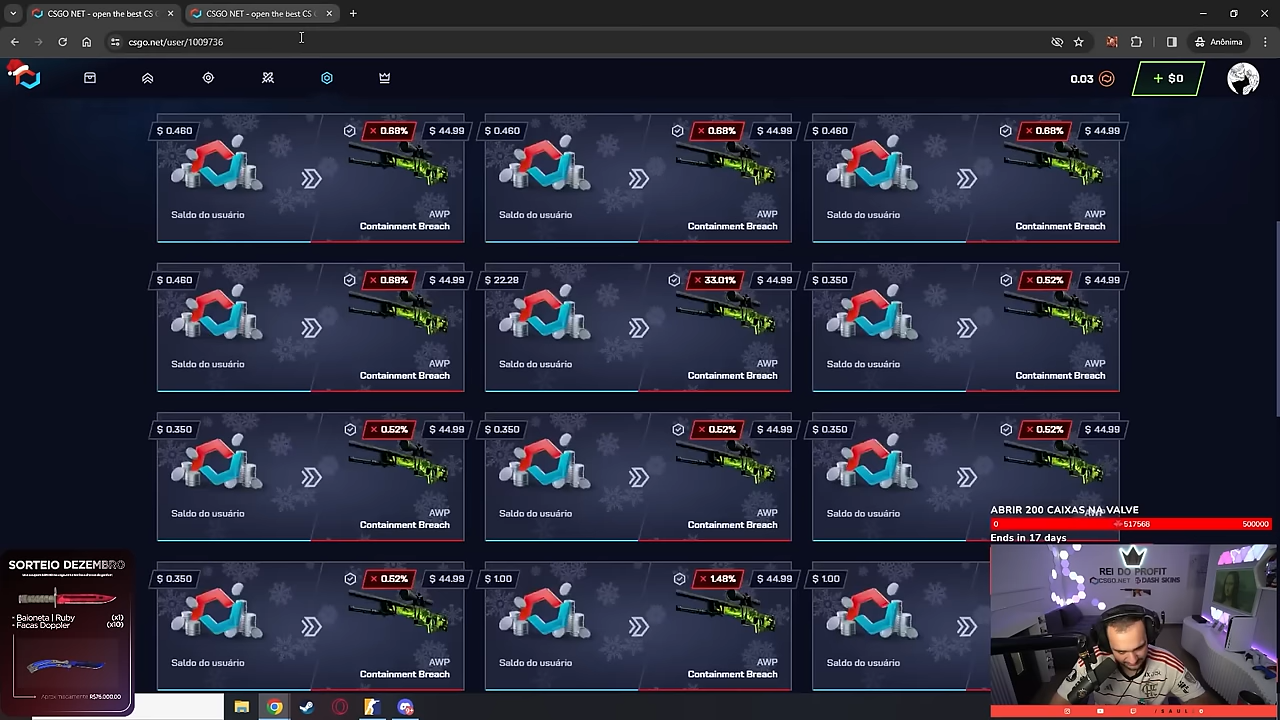 CSGO NET - open the best CS
CSGO NET - open the best CS
csgo.net/user/1009736
Anônima
0.03
+ $0
$ 0.460
× 0.68%
$ 44.99
Saldo do usuário
AWP
Containment Breach
$ 0.460
× 0.68%
$ 44.99
Saldo do usuário
AWP
Containment Breach
$ 0.460
× 0.68%
$ 44.99
Saldo do usuário
AWP
Containment Breach
$ 0.460
× 0.68%
$ 44.99
Saldo do usuário
AWP
Containment Breach
$ 22.28
× 33.01%
$ 44.99
Saldo do usuário
AWP
Containment Breach
$ 0.350
× 0.52%
$ 44.99
Saldo do usuário
AWP
Containment Breach
$ 0.350
× 0.52%
$ 44.99
Saldo do usuário
AWP
Containment Breach
$ 0.350
× 0.52%
$ 44.99
Saldo do usuário
AWP
Containment Breach
$ 0.350
× 0.52%
$ 44.99
Saldo do usuário
$ 0.350
× 0.52%
$ 44.99
Saldo do usuário
AWP
Containment Breach
$ 1.00
× 1.48%
$ 44.99
Saldo do usuário
AWP
Containment Breach
$ 1.00
Saldo do usuário
ABRIR 200 CAIXAS NA VALVE
0 517568 500000
Ends in 17 days
REI DO PROFIT
CSGO.NET DASH SKINS
/ SAUL
SORTEIO DEZEMBRO
- Baioneta | Ruby (x1)
- Facas Doppler (x10)
Aproximadamente R$76.000,00